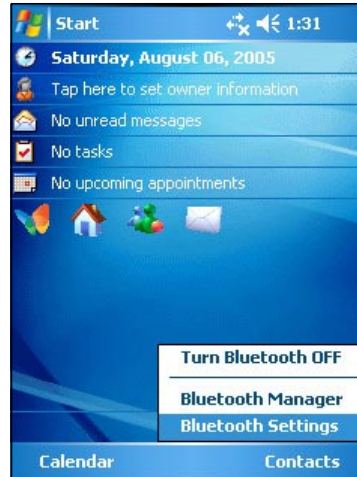 Start 1:31
Saturday, August 06, 2005
Tap here to set owner information
No unread messages
No tasks
No upcoming appointments
Turn Bluetooth OFF
Bluetooth Manager
Bluetooth Settings
Calendar Contacts